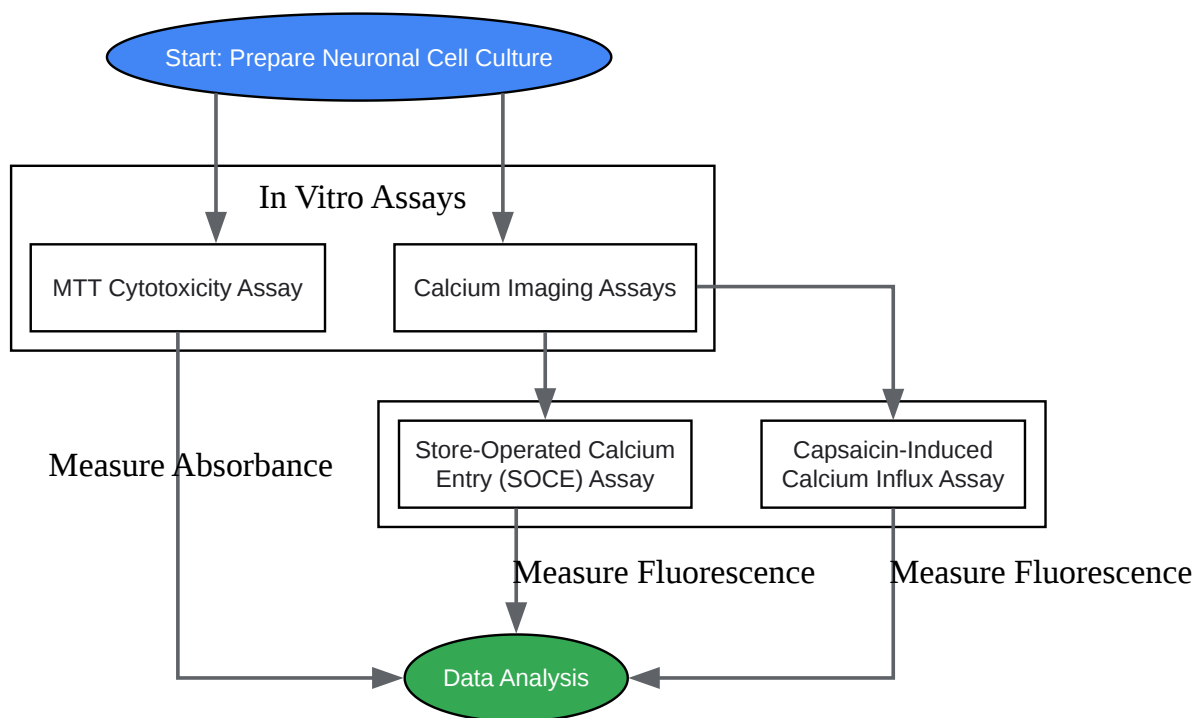 Start: Prepare Neuronal Cell Culture
In Vitro Assays
MTT Cytotoxicity Assay
Calcium Imaging Assays
Measure Absorbance
Store-Operated Calcium
Entry (SOCE) Assay
Capsaicin-Induced
Calcium Influx Assay
Measure Fluorescence
Measure Fluorescence
Data Analysis